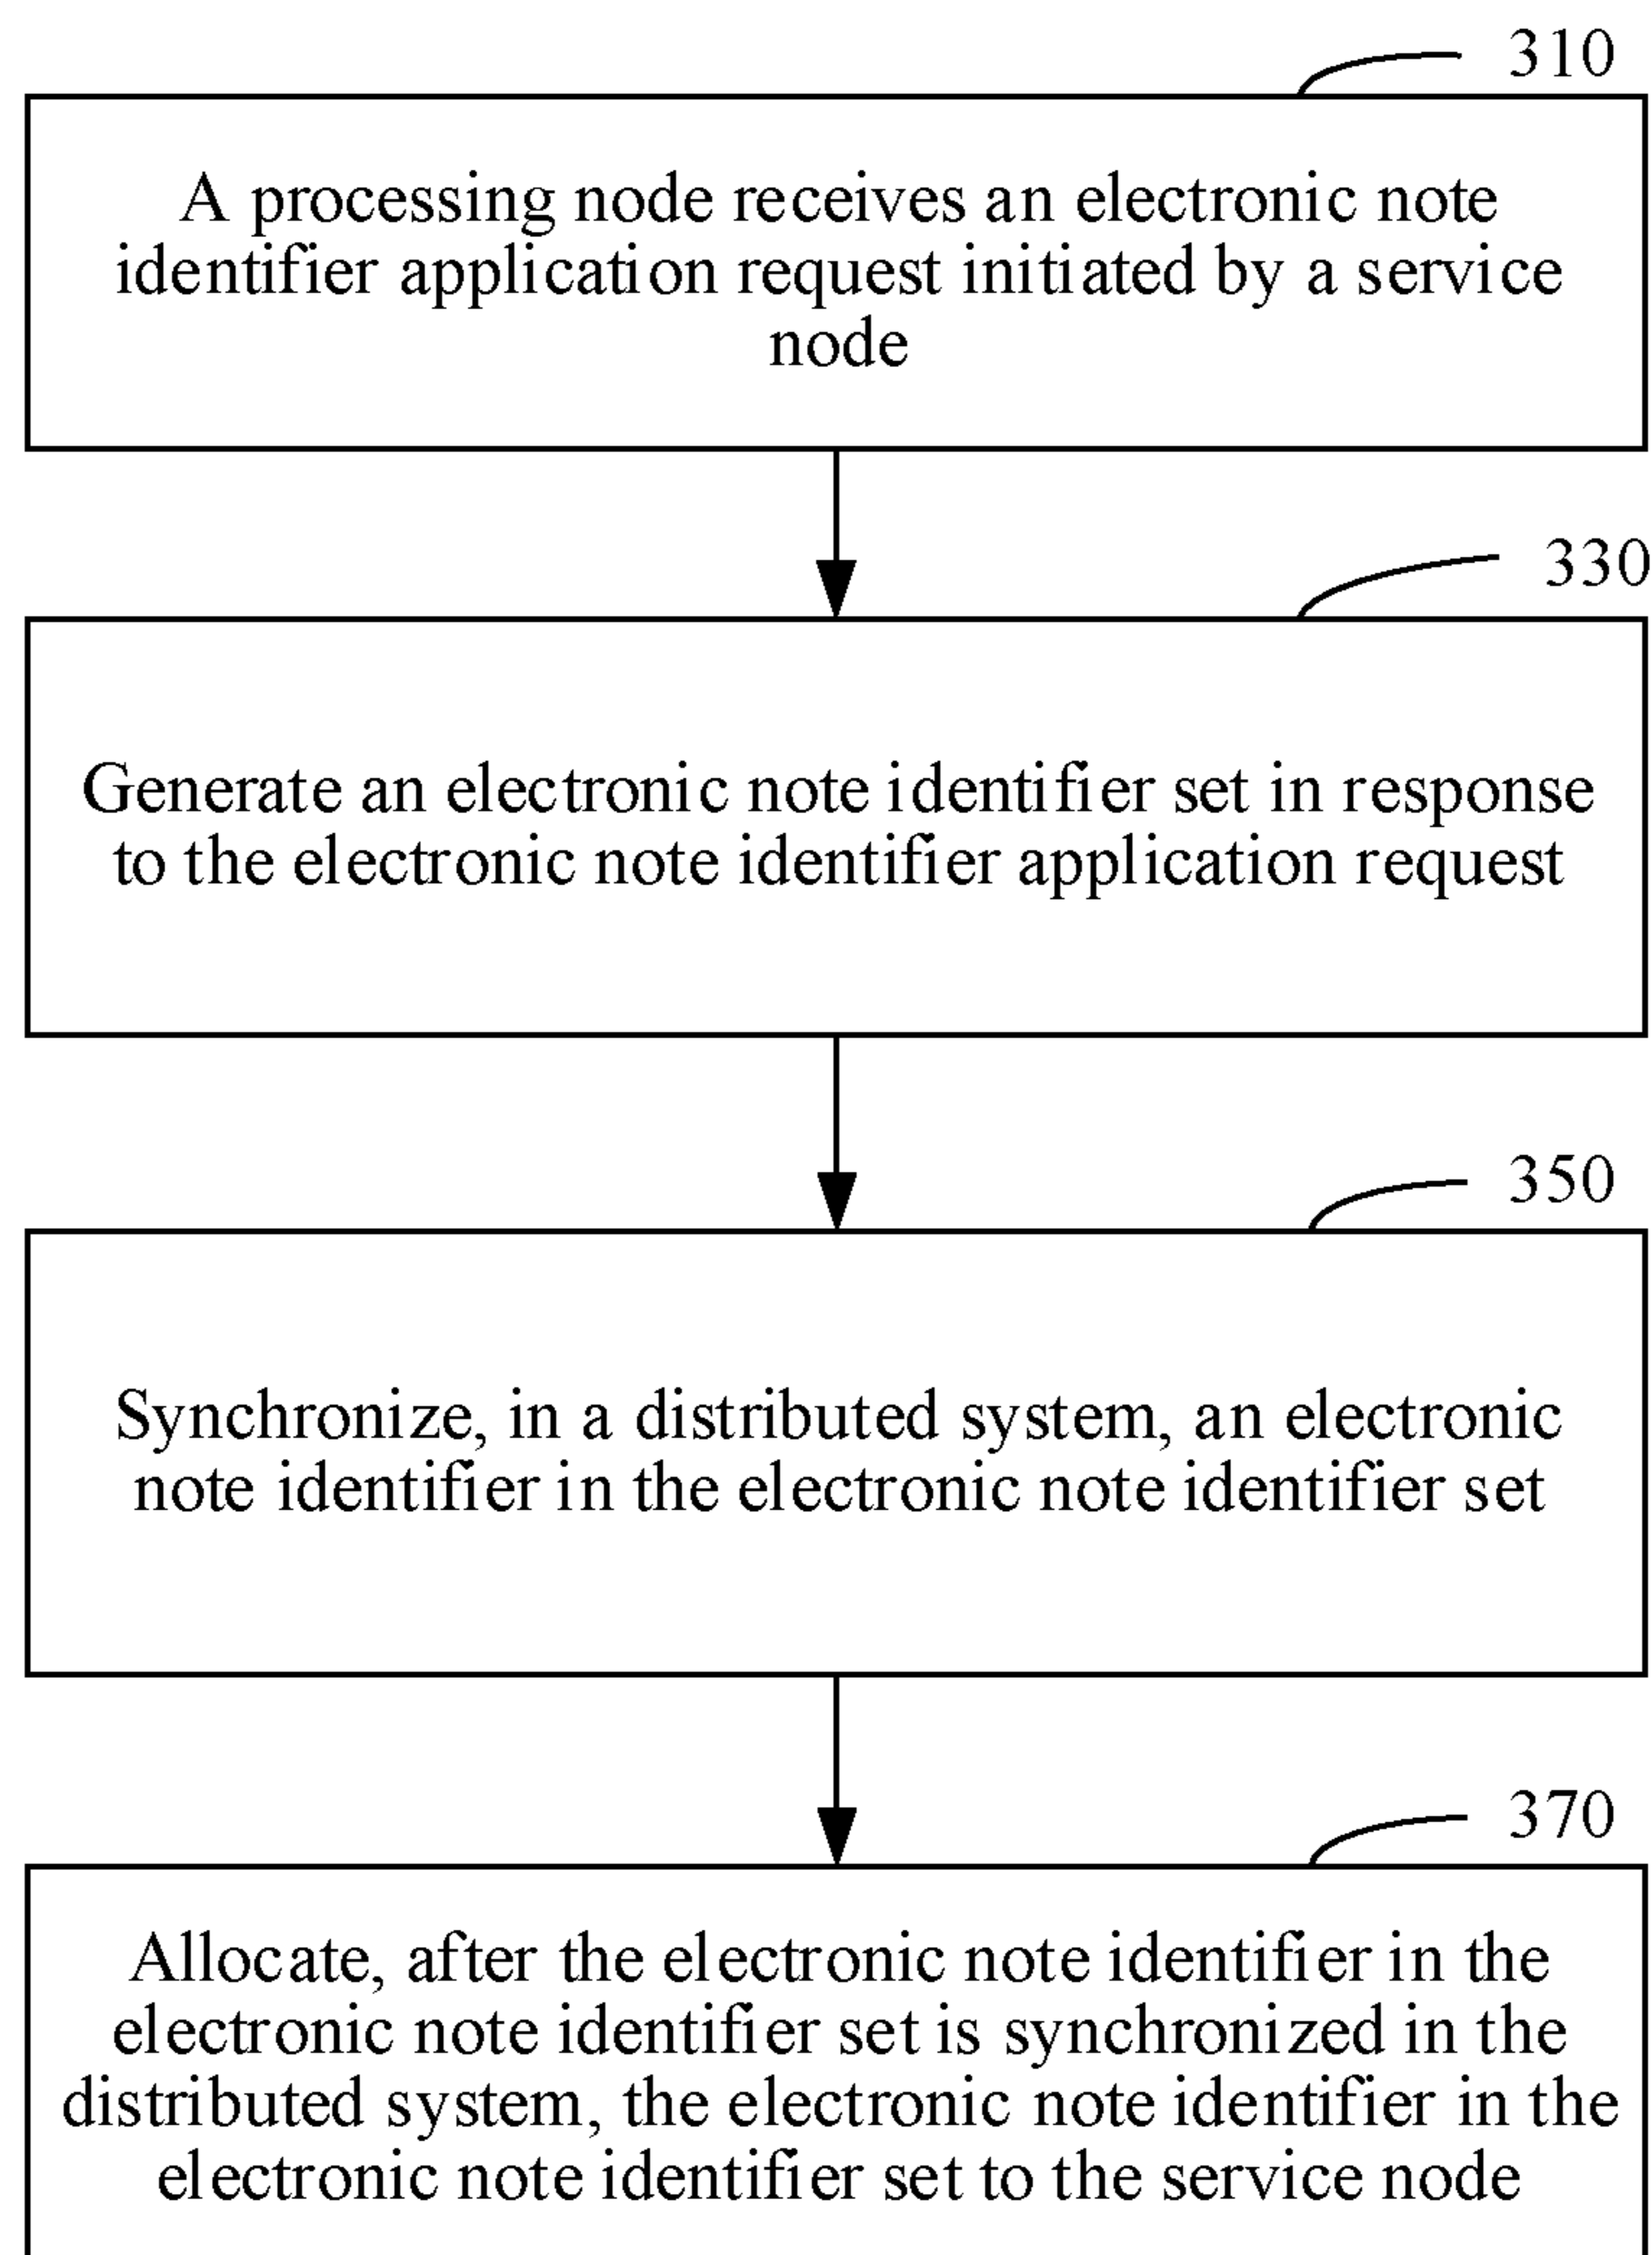 310
A processing node receives an electronic note
identifier application request initiated by a service
node
330
Generate an electronic note identifier set in response
to the electronic note identifier application request
350
Synchronize, in a distributed system, an electronic
note identifier in the electronic note identifier set
370
Allocate, after the electronic note identifier in the
electronic note identifier set is synchronized in the
distributed system, the electronic note identifier in the
electronic note identifier set to the service node